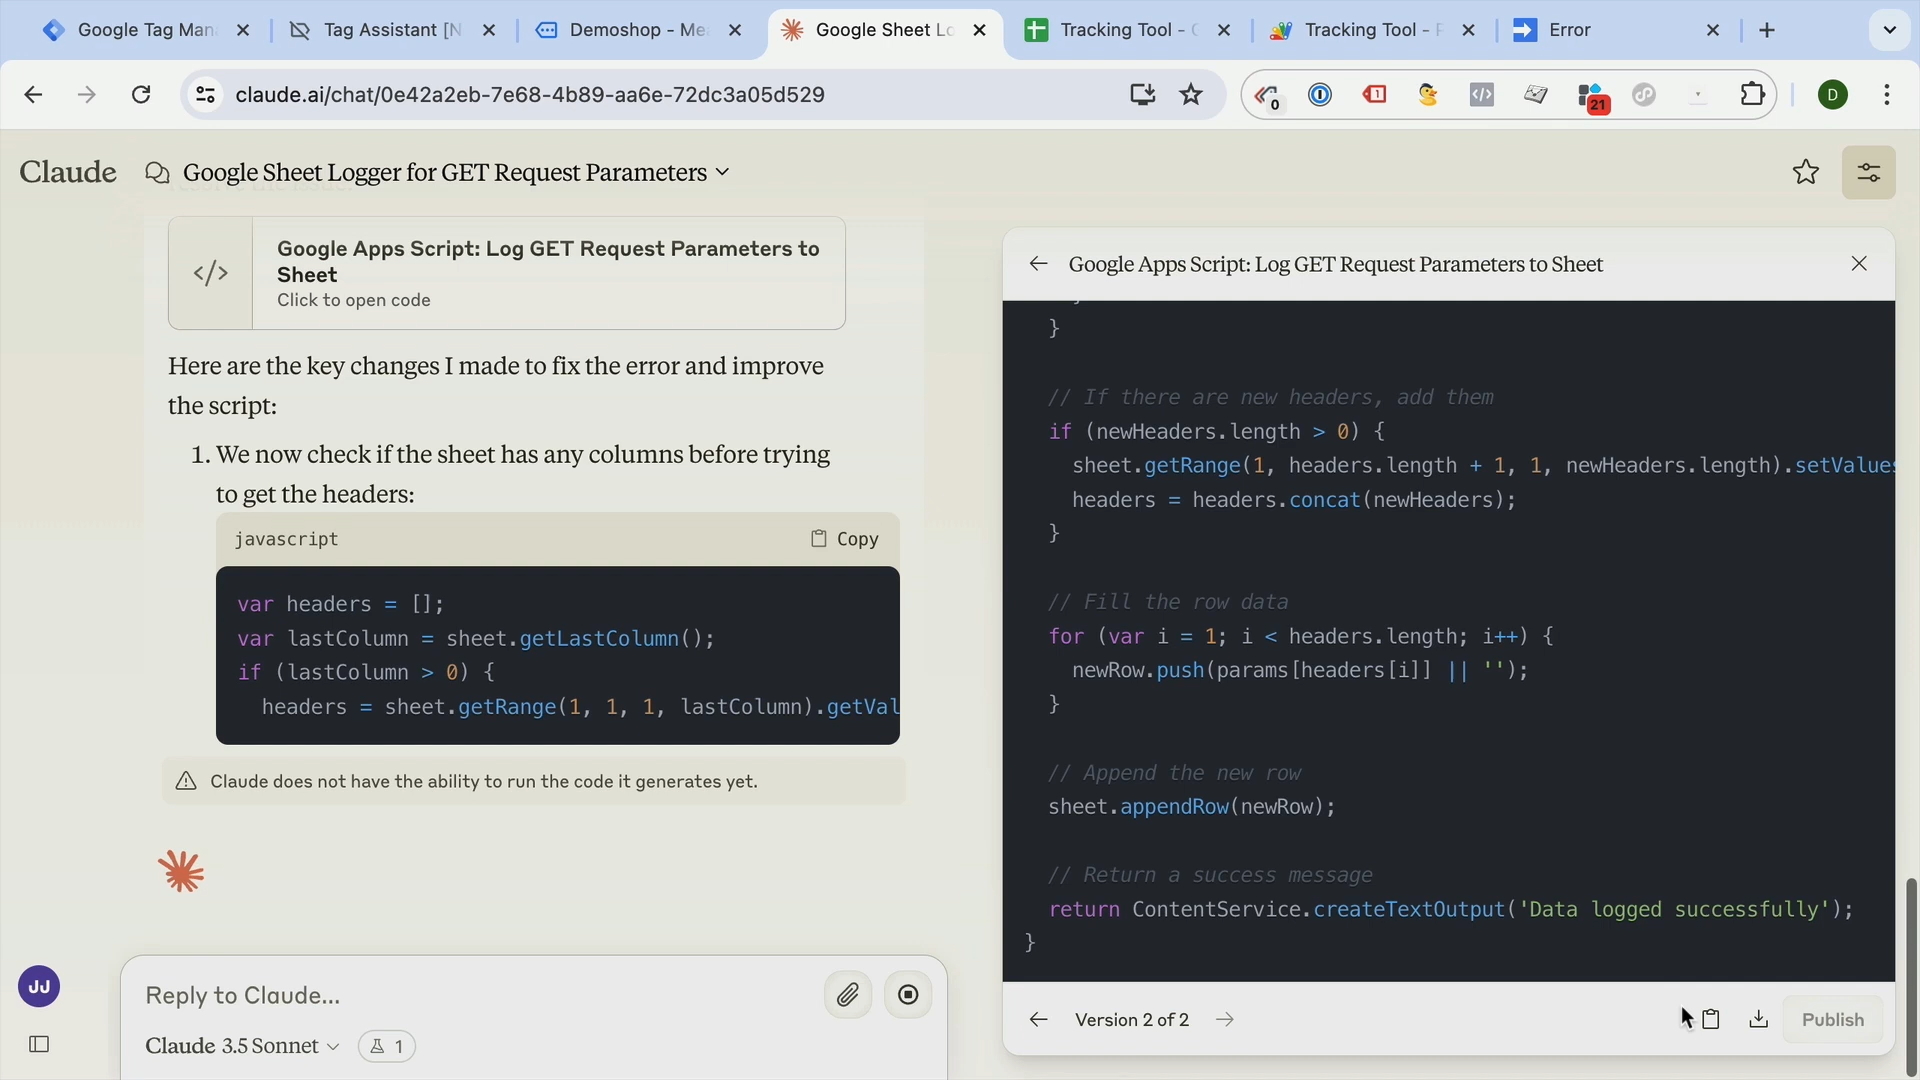 Google Tag Man
Tag Assistant [N
Demoshop - Me
Google Sheet Lo
Tracking Tool - 
Tracking Tool - 
Error
claude.ai/chat/0e42a2eb-7e68-4b89-aa6e-72dc3a05d529
0
1
21
D
Claude
Google Sheet Logger for GET Request Parameters
</>
Google Apps Script: Log GET Request Parameters to
Sheet
Click to open code
Here are the key changes I made to fix the error and improve
the script:
1. We now check if the sheet has any columns before trying
to get the headers:
javascript
Copy
var headers = [];
var lastColumn = sheet.getLastColumn();
if (lastColumn > 0) {
headers = sheet.getRange(1, 1, 1, lastColumn).getVal
Claude does not have the ability to run the code it generates yet.
JJ
Reply to Claude...
Claude 3.5 Sonnet
1
Google Apps Script: Log GET Request Parameters to Sheet
}
// If there are new headers, add them
if (newHeaders.length > 0) {
sheet.getRange(1, headers.length + 1, 1, newHeaders.length).setValues
headers = headers.concat(newHeaders);
}
// Fill the row data
for (var i = 1; i < headers.length; i++) {
newRow.push(params[headers[i]] || '');
}
// Append the new row
sheet.appendRow(newRow);
// Return a success message
return ContentService.createTextOutput('Data logged successfully');
}
Version 2 of 2
Publish